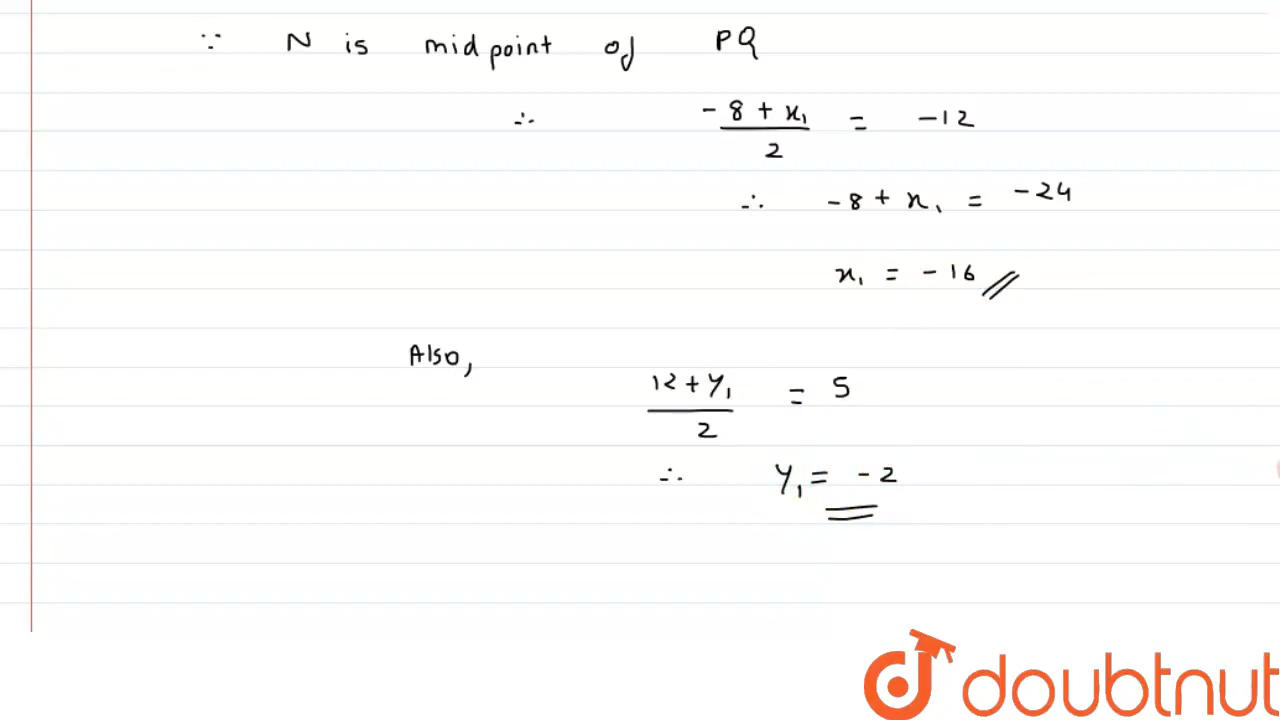 ∵ N is midpoint of PQ
∴ (-8 + x₁)/2 = -12
∴ -8 + x₁ = -24
x₁ = -16
Also,
(12 + y₁)/2 = 5
∴ y₁ = -2
doubtnut